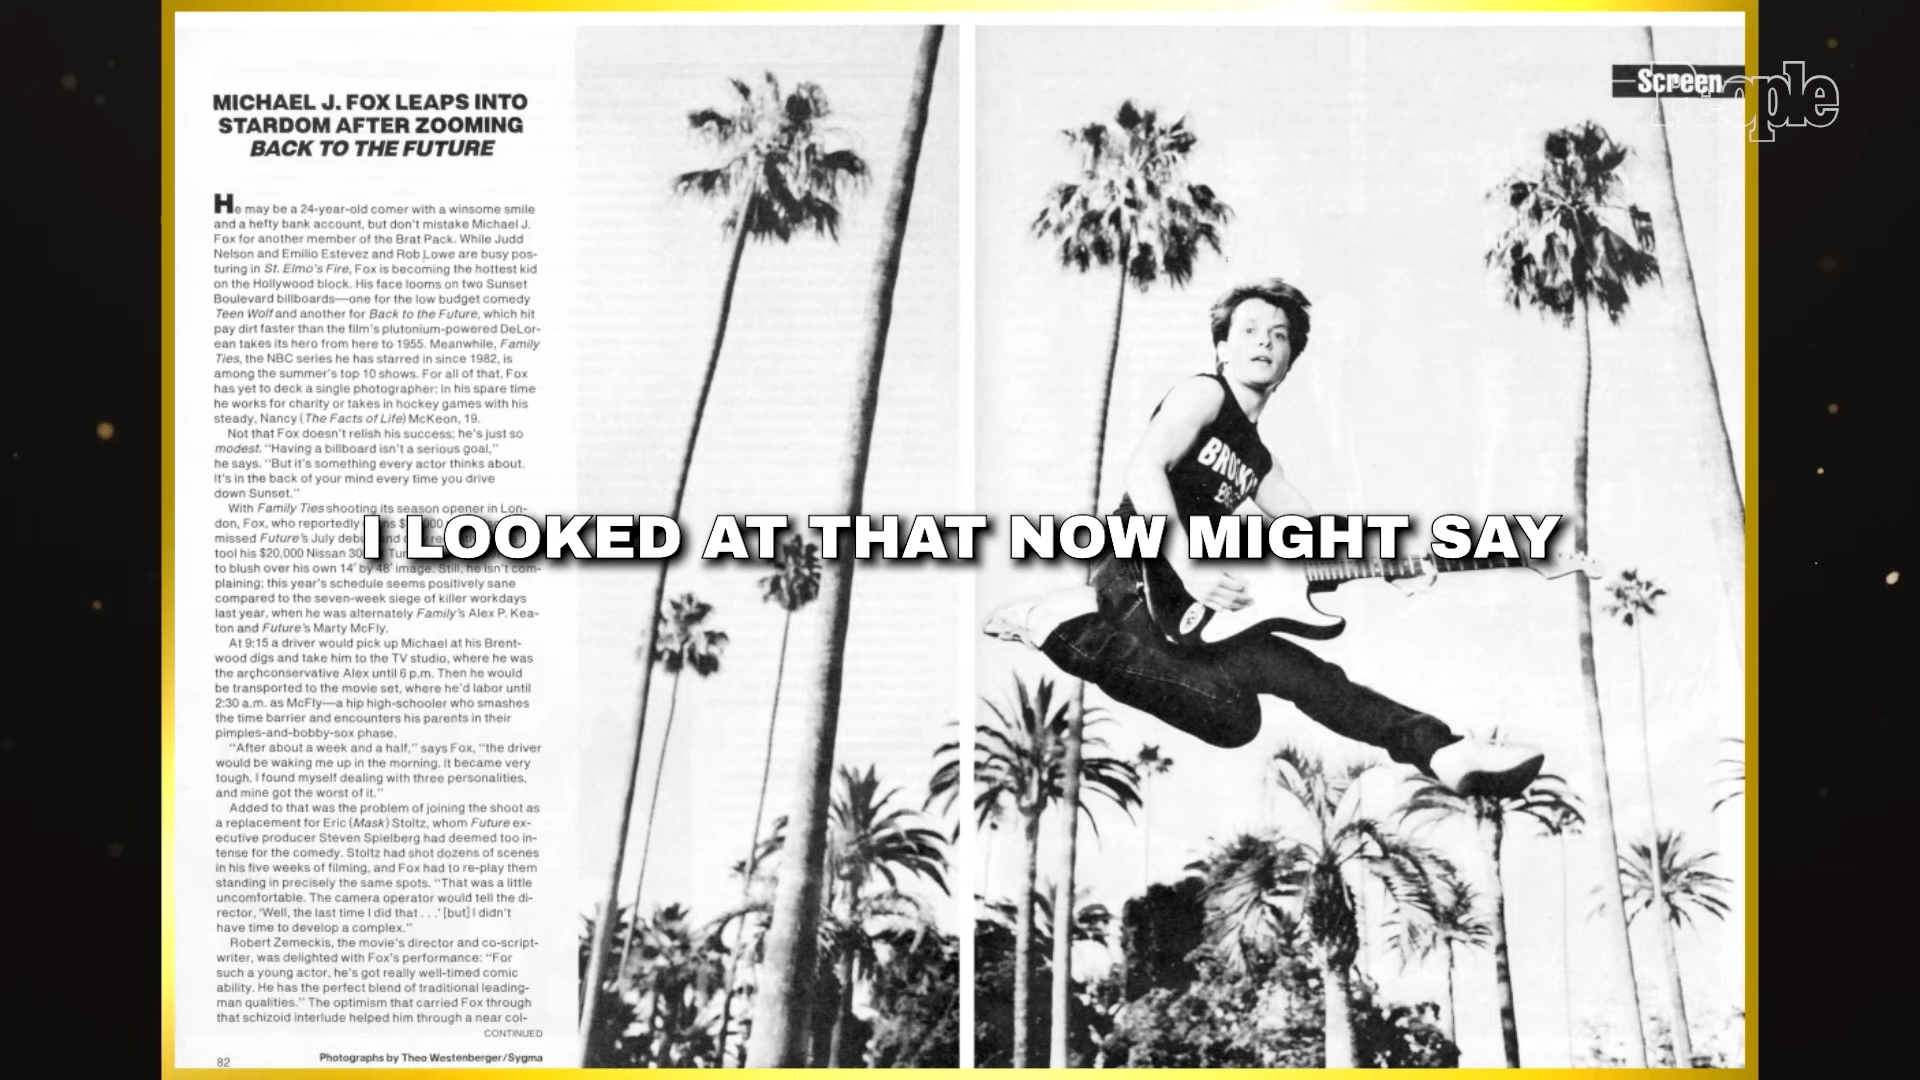 MICHAEL J. FOX LEAPS INTO
STARDOM AFTER ZOOMING
BACK TO THE FUTURE
He may be a 24-year-old comer with a winsome smile
and a hefty bank account, but don't mistake Michael J.
Fox for another member of the Brat Pack. While Judd
Nelson and Emilio Estevez and Rob Lowe are busy pos-
turing in St. Elmo's Fire, Fox is becoming the hottest kid
on the Hollywood block. His face looms on two Sunset
Boulevard billboards—one for the low budget comedy
Teen Wolf and another for Back to the Future, which hit
pay dirt faster than the film's plutonium-powered DeLor-
ean takes its hero from here to 1955. Meanwhile, Family
Ties, the NBC series he has starred in since 1982, is
among the summer's top 10 shows. For all of that, Fox
has yet to deck a single photographer: In his spare time
he works for charity or takes in hockey games with his
steady, Nancy (The Facts of Life) McKeon, 19.
Not that Fox doesn't relish his success; he's just so
modest. "Having a billboard isn't a serious goal,"
he says. "But it's something every actor thinks about.
It's in the back of your mind every time you drive
down Sunset."
With Family Ties shooting its season opener in Lon-
don, Fox, who reportedly
missed Future's July and
tool his $20,000 Nissan
to blush over his own 14' by 48' image. Still, he isn't com-
plaining; this year's schedule seems positively sane
compared to the seven-week siege of killer workdays
last year, when he was alternately Family's Alex P. Kea-
ton and Future's Marty McFly.
At 9:15 a driver would pick up Michael at his Brent-
wood digs and take him to the TV studio, where he was
the archconservative Alex until 6 p.m. Then he would
be transported to the movie set, where he'd labor until
2:30 a.m. as McFly—a hip high-schooler who smashes
the time barrier and encounters his parents in their
pimples-and-bobby-sox phase.
"After about a week and a half," says Fox, "the driver
would be waking me up in the morning. It became very
tough. I found myself dealing with three personalities,
and mine got the worst of it."
Added to that was the problem of joining the shoot as
a replacement for Eric (Mask) Stoltz, whom Future ex-
ecutive producer Steven Spielberg had deemed too in-
tense for the comedy. Stoltz had shot dozens of scenes
in his five weeks of filming, and Fox had to re-play them
standing in precisely the same spots. "That was a little
uncomfortable. The camera operator would tell the di-
rector, 'Well, the last time I did that . . .' [but] I didn't
have time to develop a complex."
Robert Zemeckis, the movie's director and co-script-
writer, was delighted with Fox's performance: "For
such a young actor, he's got really well-timed comic
ability. He has the perfect blend of traditional leading-
man qualities." The optimism that carried Fox through
that schizoid interlude helped him through a near col-
CONTINUED
82
Photographs by Theo Westenberger/Sygma
Screen
People
I LOOKED AT THAT NOW MIGHT SAY